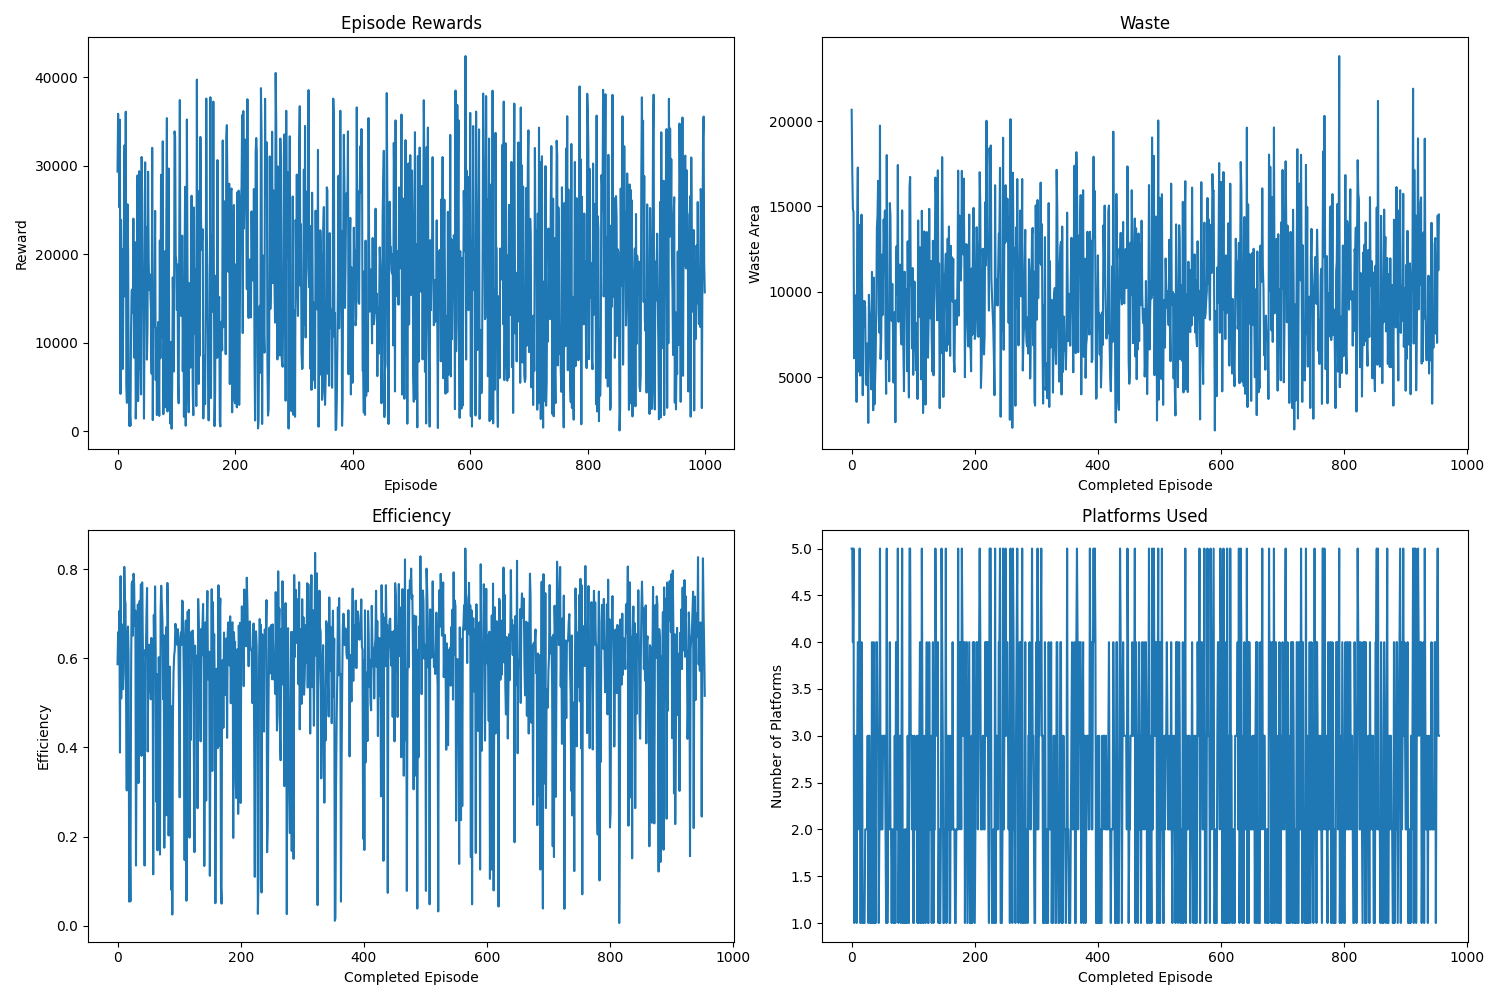 Episode Rewards
40000
30000
20000
10000
0
Reward
0 200 400 600 800 1000
Episode
Waste
20000
15000
10000
5000
Waste Area
0 200 400 600 800 1000
Completed Episode
Efficiency
0.8
0.6
0.4
0.2
0.0
Efficiency
0 200 400 600 800 1000
Completed Episode
Platforms Used
5.0
4.5
4.0
3.5
3.0
2.5
2.0
1.5
1.0
Number of Platforms
0 200 400 600 800 1000
Completed Episode